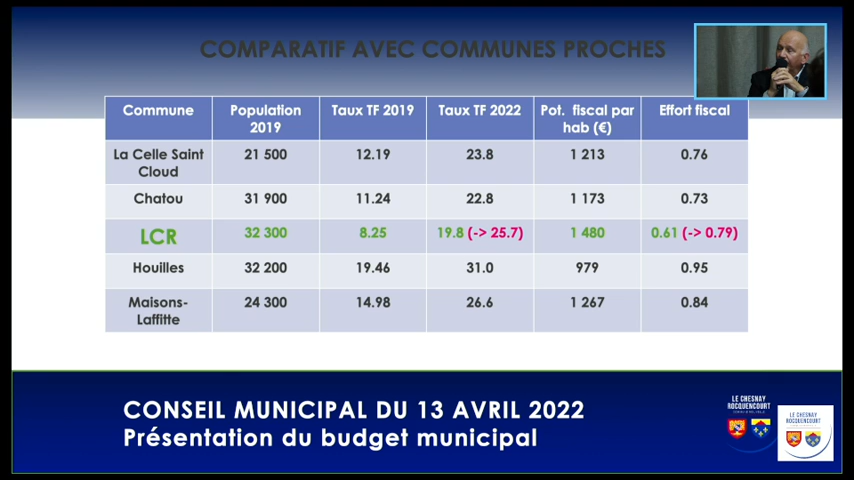 COMPARATIF AVEC COMMUNES PROCHES
Commune Population 2019 Taux TF 2019 Taux TF 2022 Pot. fiscal par hab (€) Effort fiscal
La Celle Saint Cloud 21 500 12.19 23.8 1 213 0.76
Chatou 31 900 11.24 22.8 1 173 0.73
LCR 32 300 8.25 19.8 (-> 25.7) 1 480 0.61 (-> 0.79)
Houilles 32 200 19.46 31.0 979 0.95
Maisons-Laffitte 24 300 14.98 26.6 1 267 0.84
CONSEIL MUNICIPAL DU 13 AVRIL 2022
Présentation du budget municipal
LE CHESNAY
ROCQUENCOURT
LE CHESNAY
ROCQUENCOURT